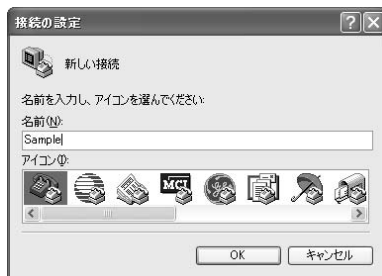 接続の設定
新しい接続
名前を入力し、アイコンを選んでください:
名前(N):
Sample
アイコン(I):
MCI
OK
キャンセル